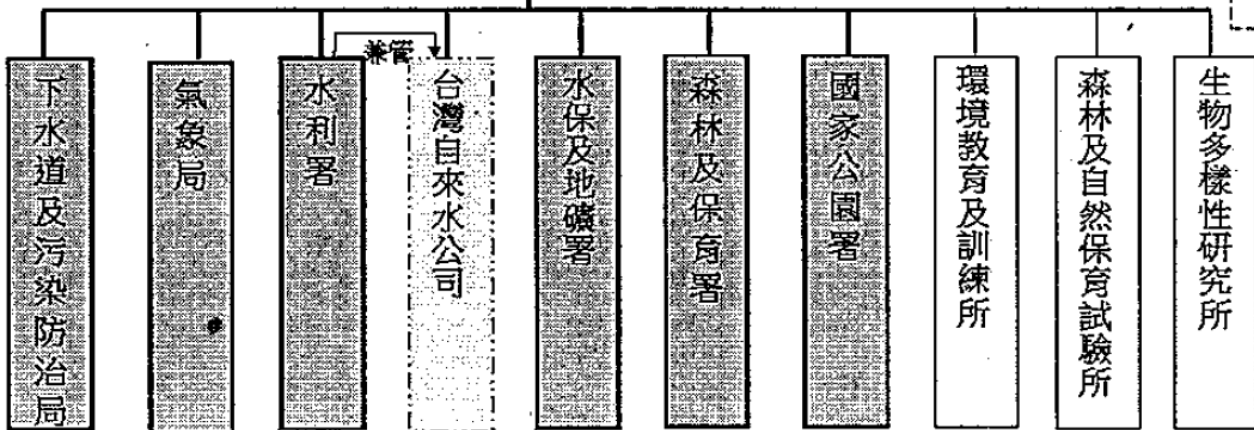 兼管
下水道及污染防治局
氣象局
水利署
台灣自來水公司
水保及地礦署
森林及保育署
國家公園署
環境教育及訓練所
森林及自然保育試驗所
生物多樣性研究所